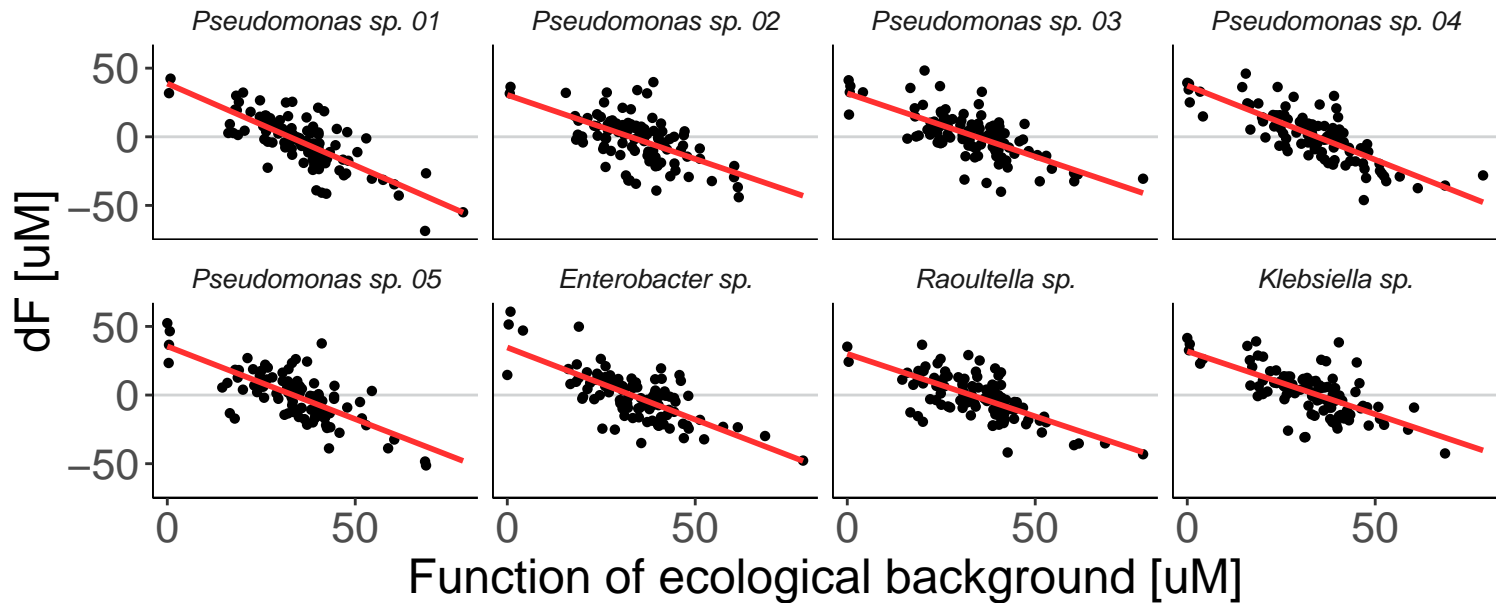 Pseudomonas sp. 01
Pseudomonas sp. 02
Pseudomonas sp. 03
Pseudomonas sp. 04
50
0
−50
Pseudomonas sp. 05
Enterobacter sp.
Raoultella sp.
Klebsiella sp.
dF [uM]
50
0
−50
0
50
0
50
0
50
0
50
Function of ecological background [uM]